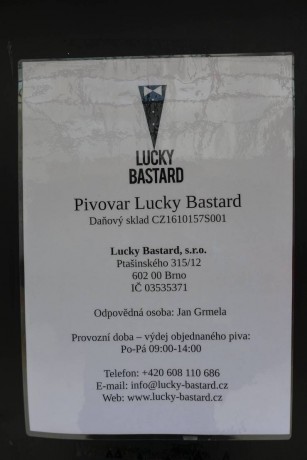 LUCKY
BASTARD
Pivovar Lucky Bastard
Daňový sklad CZ1610157S001
Lucky Bastard, s.r.o.
Ptašinského 315/12
602 00 Brno
IČ 03535371
Odpovědná osoba: Jan Grmela
Provozní doba – výdej objednaného piva:
Po-Pá 09:00-14:00
Telefon: +420 608 110 686
E-mail: info@lucky-bastard.cz
Web: www.lucky-bastard.cz